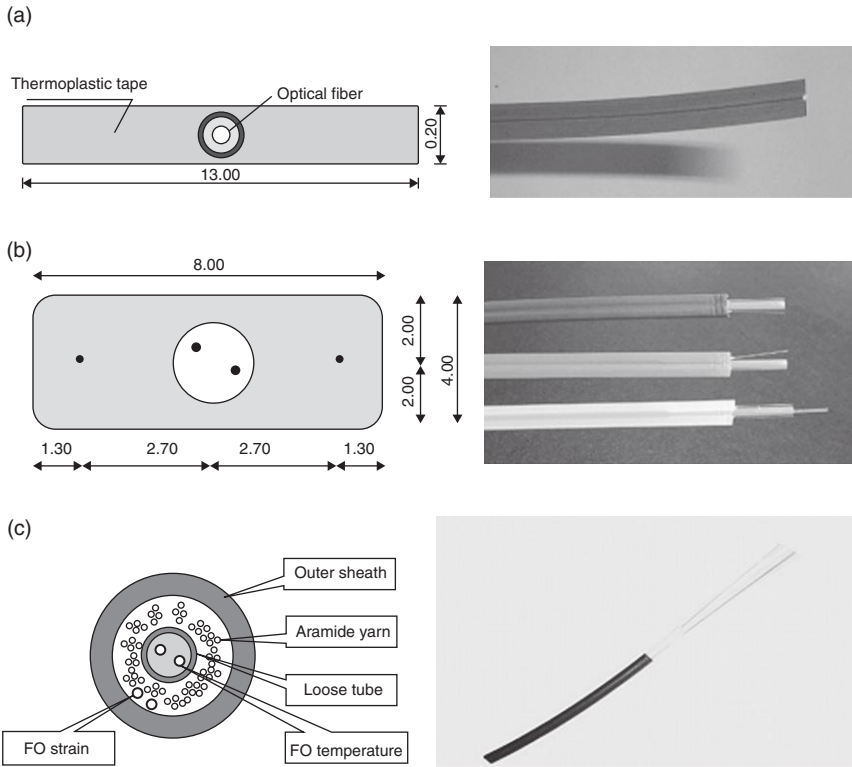 (a)
Thermoplastic tape
Optical fiber
0.20
13.00
(b)
8.00
2.00
2.00
4.00
1.30
2.70
2.70
1.30
(c)
Outer sheath
Aramide yarn
Loose tube
FO strain
FO temperature